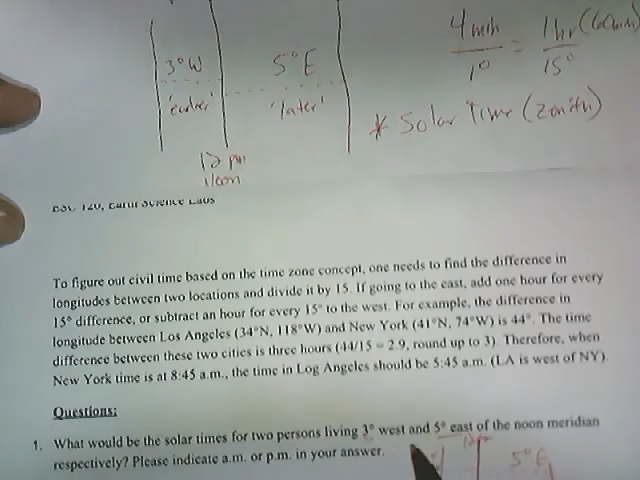 4 min 1 hr (60min)
1° = 15°
3°W 5°E
'earlier' 'later'
* Solar Time (zenith)
12 pm
Noon
120, Earth Science Labs
To figure out civil time based on the time zone concept, one needs to find the difference in
longitudes between two locations and divide it by 15. If going to the east, add one hour for every
15° difference, or subtract an hour for every 15° to the west. For example, the difference in
longitude between Los Angeles (34°N, 118°W) and New York (41°N, 74°W) is 44°. The time
difference between these two cities is three hours (44/15 = 2.9, round up to 3). Therefore, when
New York time is at 8:45 a.m., the time in Log Angeles should be 5:45 a.m. (LA is west of NY).
Questions:
1. What would be the solar times for two persons living 3° west and 5° east of the noon meridian
respectively? Please indicate a.m. or p.m. in your answer.
12pm
5°E